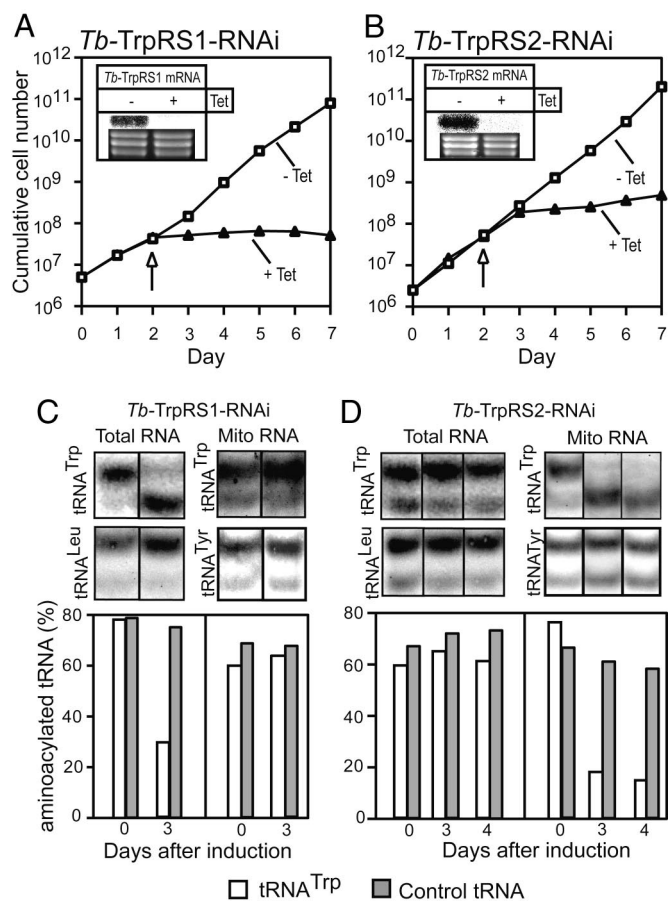 A Tb-TrpRS1-RNAi
Cumulative cell number
10^12
10^11
10^10
10^9
10^8
10^7
10^6
Tb-TrpRS1 mRNA
- + Tet
- Tet
+ Tet
0 1 2 3 4 5 6 7
Day
B Tb-TrpRS2-RNAi
10^12
10^11
10^10
10^9
10^8
10^7
10^6
Tb-TrpRS2 mRNA
- + Tet
- Tet
+ Tet
0 1 2 3 4 5 6 7
Day
C Tb-TrpRS1-RNAi
Total RNA Mito RNA
tRNA^Trp tRNA^Trp
tRNA^Leu tRNA^Tyr
aminoacylated tRNA (%)
80
60
40
20
0
0 3 0 3
Days after induction
D Tb-TrpRS2-RNAi
Total RNA Mito RNA
tRNA^Trp tRNA^Trp
tRNA^Leu tRNA^Tyr
80
60
40
20
0
0 3 4 0 3 4
Days after induction
tRNA^Trp Control tRNA